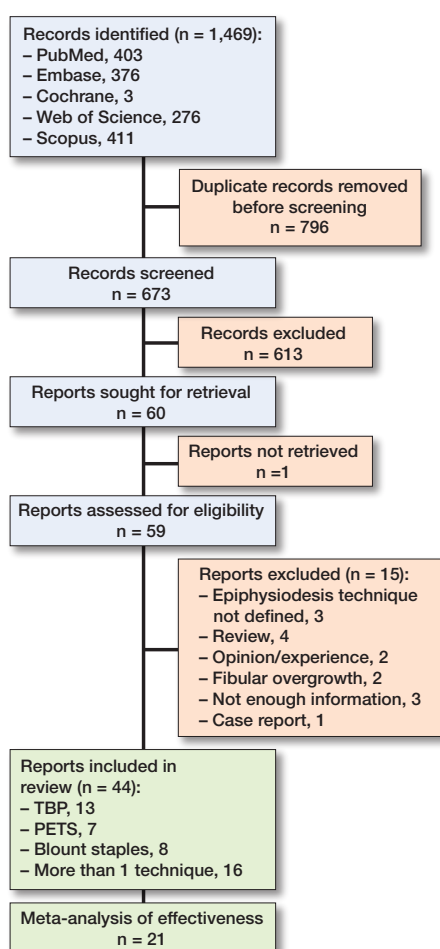 Records identified (n = 1,469):
– PubMed, 403
– Embase, 376
– Cochrane, 3
– Web of Science, 276
– Scopus, 411
Duplicate records removed
before screening
n = 796
Records screened
n = 673
Records excluded
n = 613
Reports sought for retrieval
n = 60
Reports not retrieved
n =1
Reports assessed for eligibility
n = 59
Reports excluded (n = 15):
– Epiphysiodesis technique
not defined, 3
– Review, 4
– Opinion/experience, 2
– Fibular overgrowth, 2
– Not enough information, 3
– Case report, 1
Reports included in
review (n = 44):
– TBP, 13
– PETS, 7
– Blount staples, 8
– More than 1 technique, 16
Meta-analysis of effectiveness
n = 21